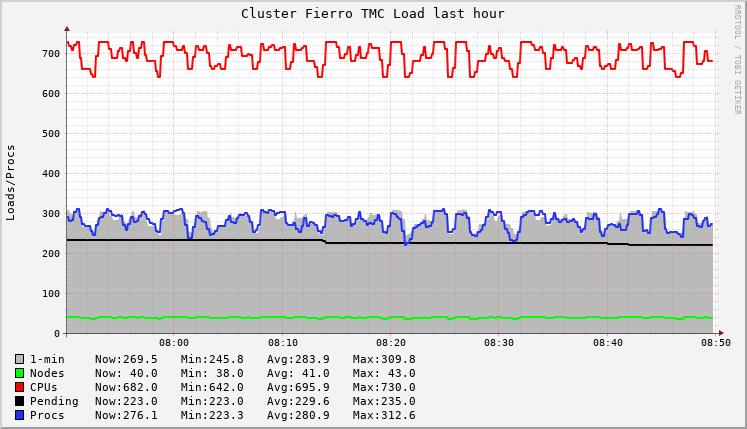 Cluster Fierro TMC Load last hour
RRDTOOL / TOBI OETIKER
Loads/Procs
700
600
500
400
300
200
100
0
08:00 08:10 08:20 08:30 08:40 08:50
1-min Now:269.5 Min:245.8 Avg:283.9 Max:309.8
Nodes Now: 40.0 Min: 38.0 Avg: 41.0 Max: 43.0
CPUs Now:682.0 Min:642.0 Avg:695.9 Max:730.0
Pending Now:223.0 Min:223.0 Avg:229.6 Max:235.0
Procs Now:276.1 Min:223.3 Avg:280.9 Max:312.6